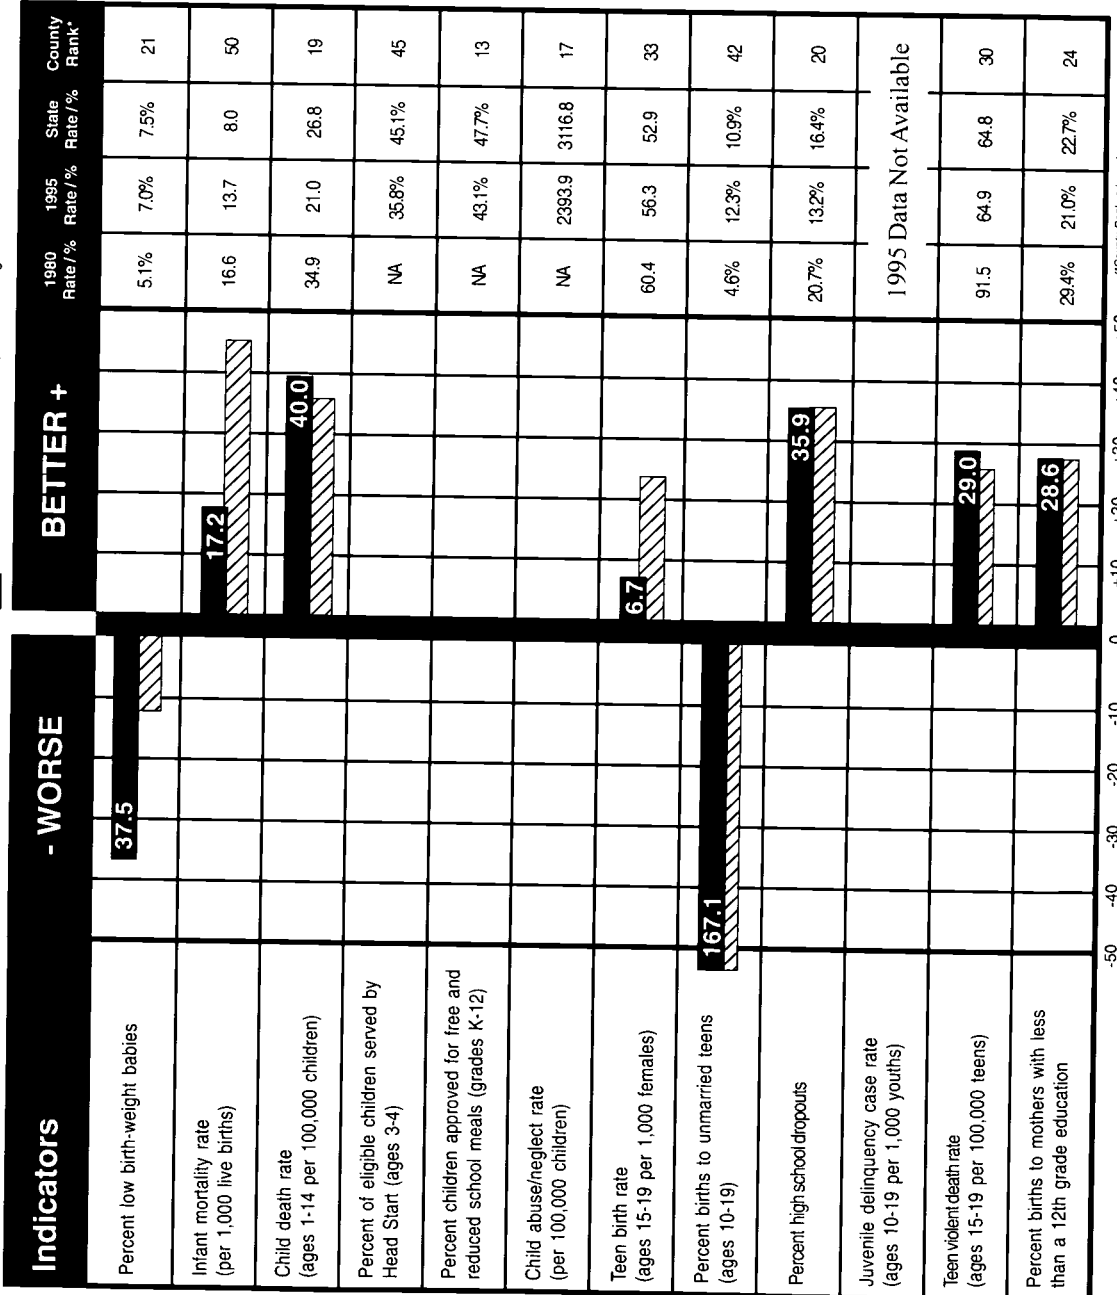 Indicators
- WORSE
BETTER +
1980
Rate / %
1995
Rate / %
State
Rate / %
County
Rank*
Percent low birth-weight babies
37.5
5.1%
7.0%
7.5%
21
Infant mortality rate
(per 1,000 live births)
17.2
16.6
13.7
8.0
50
Child death rate
(ages 1-14 per 100,000 children)
40.0
34.9
21.0
26.8
19
Percent of eligible children served by
Head Start (ages 3-4)
NA
35.8%
45.1%
45
Percent children approved for free and
reduced school meals (grades K-12)
NA
43.1%
47.7%
13
Child abuse/neglect rate
(per 100,000 children)
NA
2393.9
3116.8
17
Teen birth rate
(ages 15-19 per 1,000 females)
6.7
60.4
56.3
52.9
33
Percent births to unmarried teens
(ages 10-19)
167.1
4.6%
12.3%
10.9%
42
Percent high school dropouts
35.9
20.7%
13.2%
16.4%
20
Juvenile delinquency case rate
(ages 10-19 per 1,000 youths)
1995 Data Not Available
Teen violent death rate
(ages 15-19 per 100,000 teens)
29.0
91.5
64.9
64.8
30
Percent births to mothers with less
than a 12th grade education
28.6
29.4%
21.0%
22.7%
24
-50
-40
-30
-20
-10
0